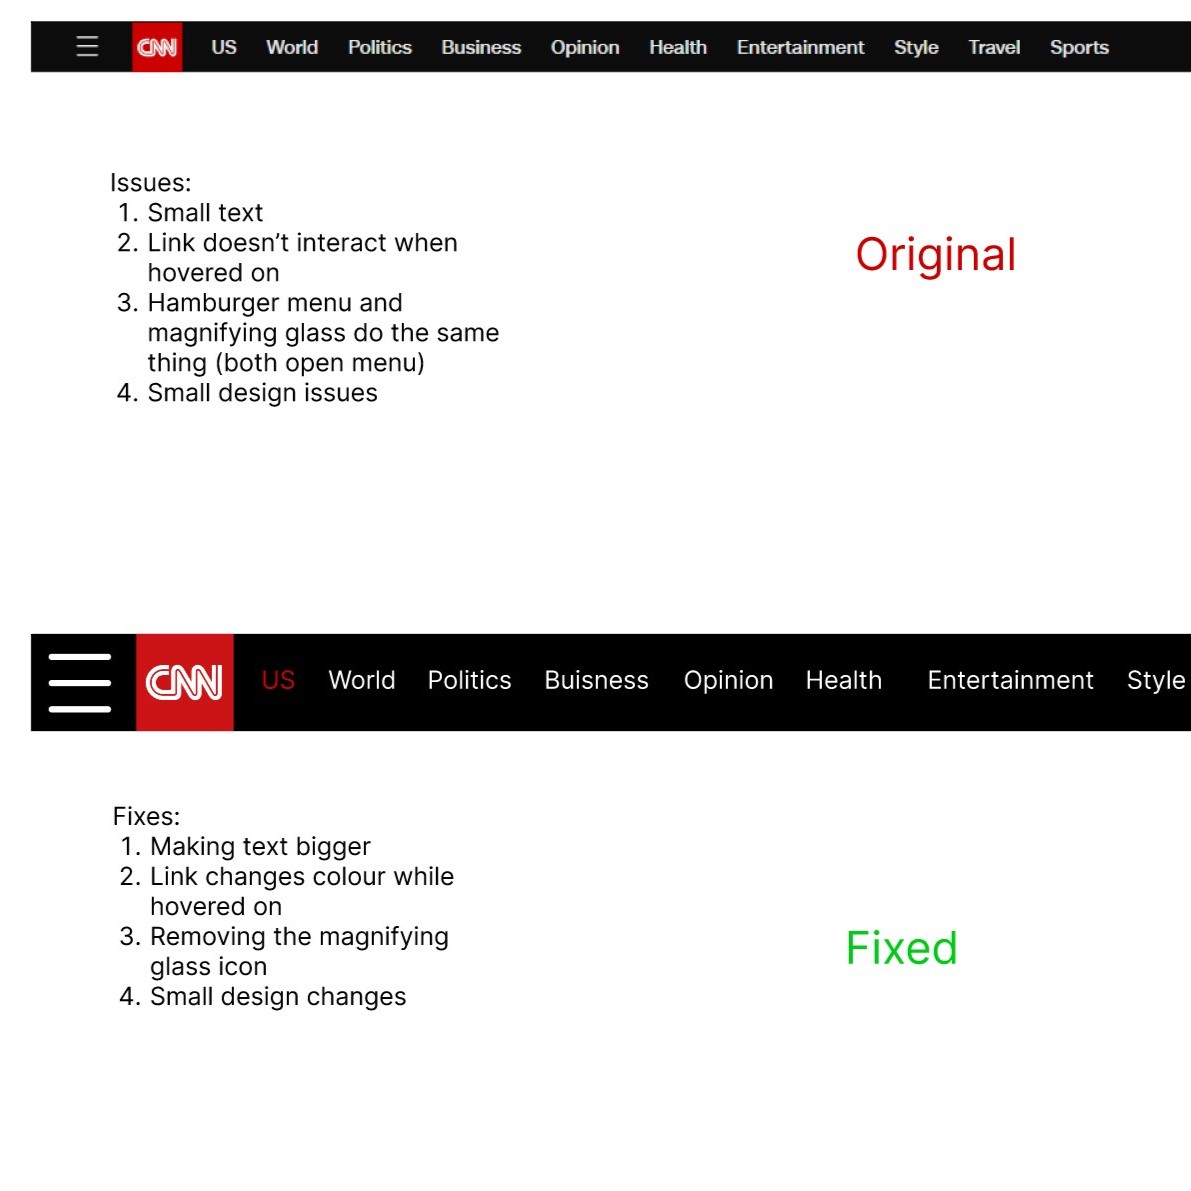 CNN US World Politics Business Opinion Health Entertainment Style Travel Sports
Issues:
1. Small text
2. Link doesn’t interact when
hovered on
3. Hamburger menu and
magnifying glass do the same
thing (both open menu)
4. Small design issues
Original
CNN US World Politics Buisness Opinion Health Entertainment Style
Fixes:
1. Making text bigger
2. Link changes colour while
hovered on
3. Removing the magnifying
glass icon
4. Small design changes
Fixed